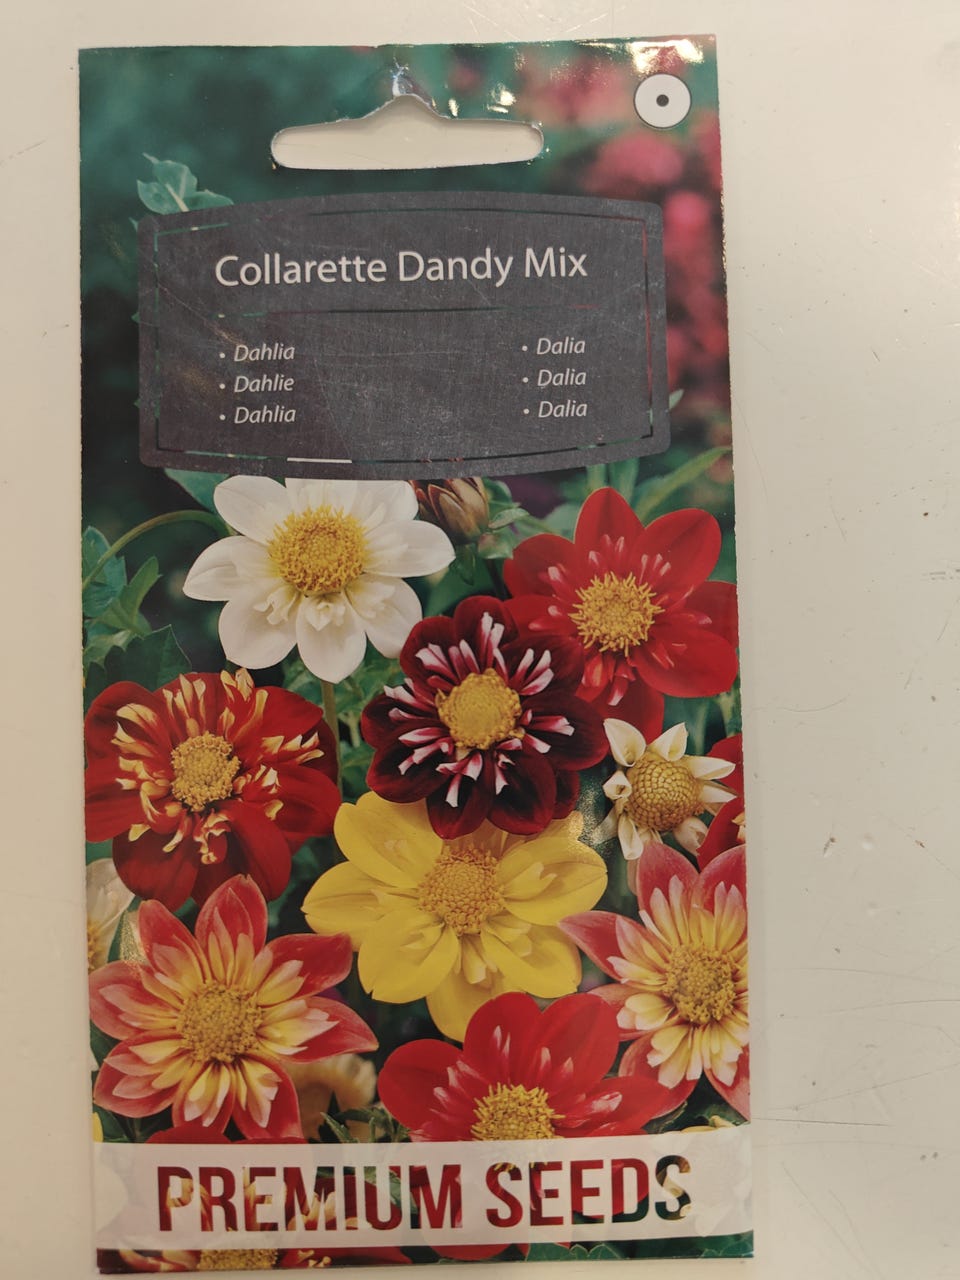 Collarette Dandy Mix
• Dahlia
• Dahlie
• Dahlia
• Dalia
• Dalia
• Dalia
PREMIUM SEEDS